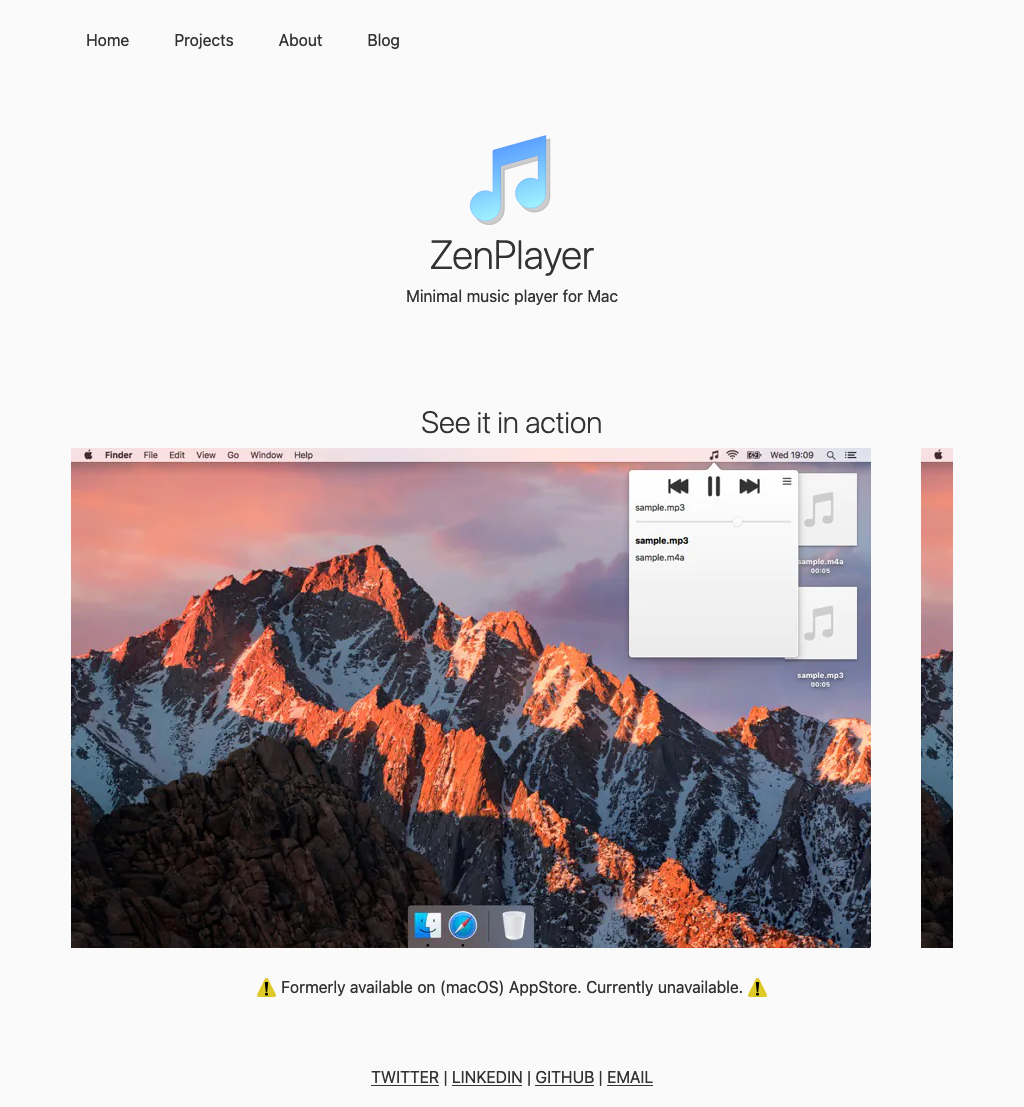 Home Projects About Blog
ZenPlayer
Minimal music player for Mac
See it in action
Finder File Edit View Go Window Help Wed 19:09
sample.mp3
sample.mp3
sample.m4a
sample.m4a
00:05
sample.mp3
00:05
⚠️ Formerly available on (macOS) AppStore. Currently unavailable. ⚠️
TWITTER | LINKEDIN | GITHUB | EMAIL